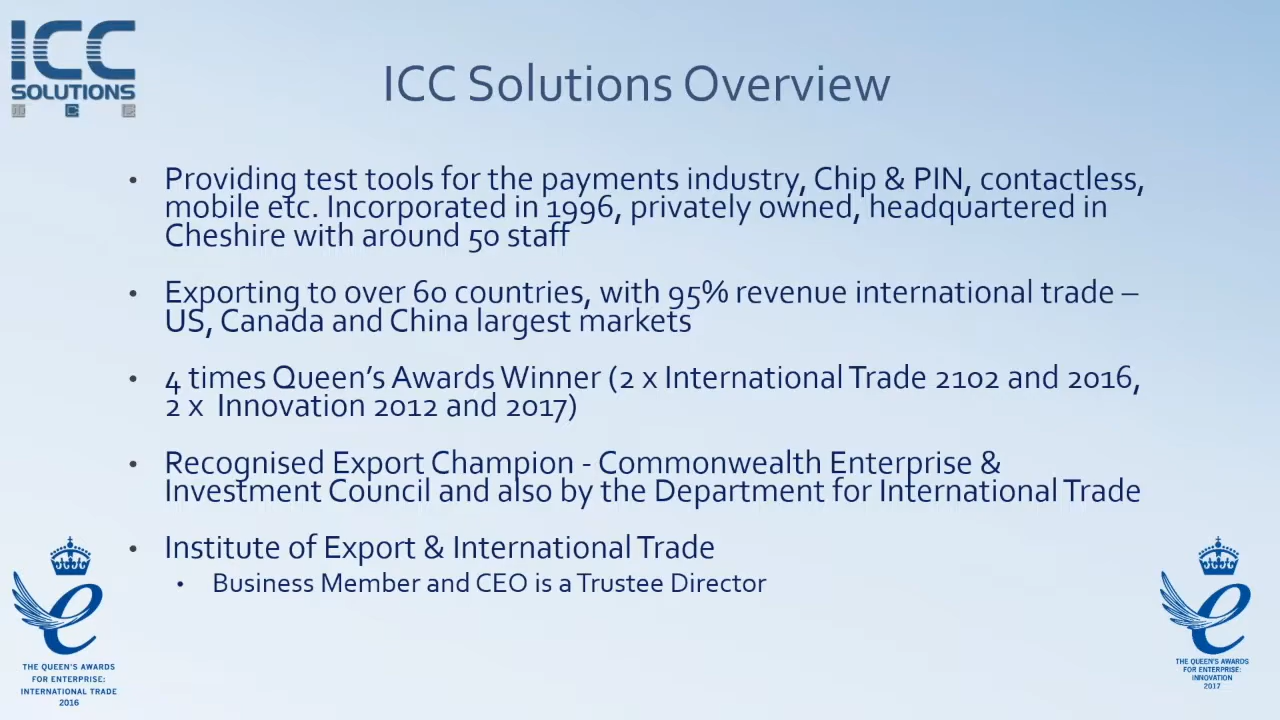 ICC
SOLUTIONS
ICC Solutions Overview
• Providing test tools for the payments industry, Chip & PIN, contactless,
mobile etc. Incorporated in 1996, privately owned, headquartered in
Cheshire with around 50 staff
• Exporting to over 60 countries, with 95% revenue international trade –
US, Canada and China largest markets
• 4 times Queen's Awards Winner (2 x International Trade 2102 and 2016,
2 x  Innovation 2012 and 2017)
• Recognised Export Champion - Commonwealth Enterprise &
Investment Council and also by the Department for International Trade
• Institute of Export & International Trade
• Business Member and CEO is a Trustee Director
THE QUEEN'S AWARDS
FOR ENTERPRISE:
INTERNATIONAL TRADE
2016
THE QUEEN'S AWARDS
FOR ENTERPRISE:
INNOVATION
2017